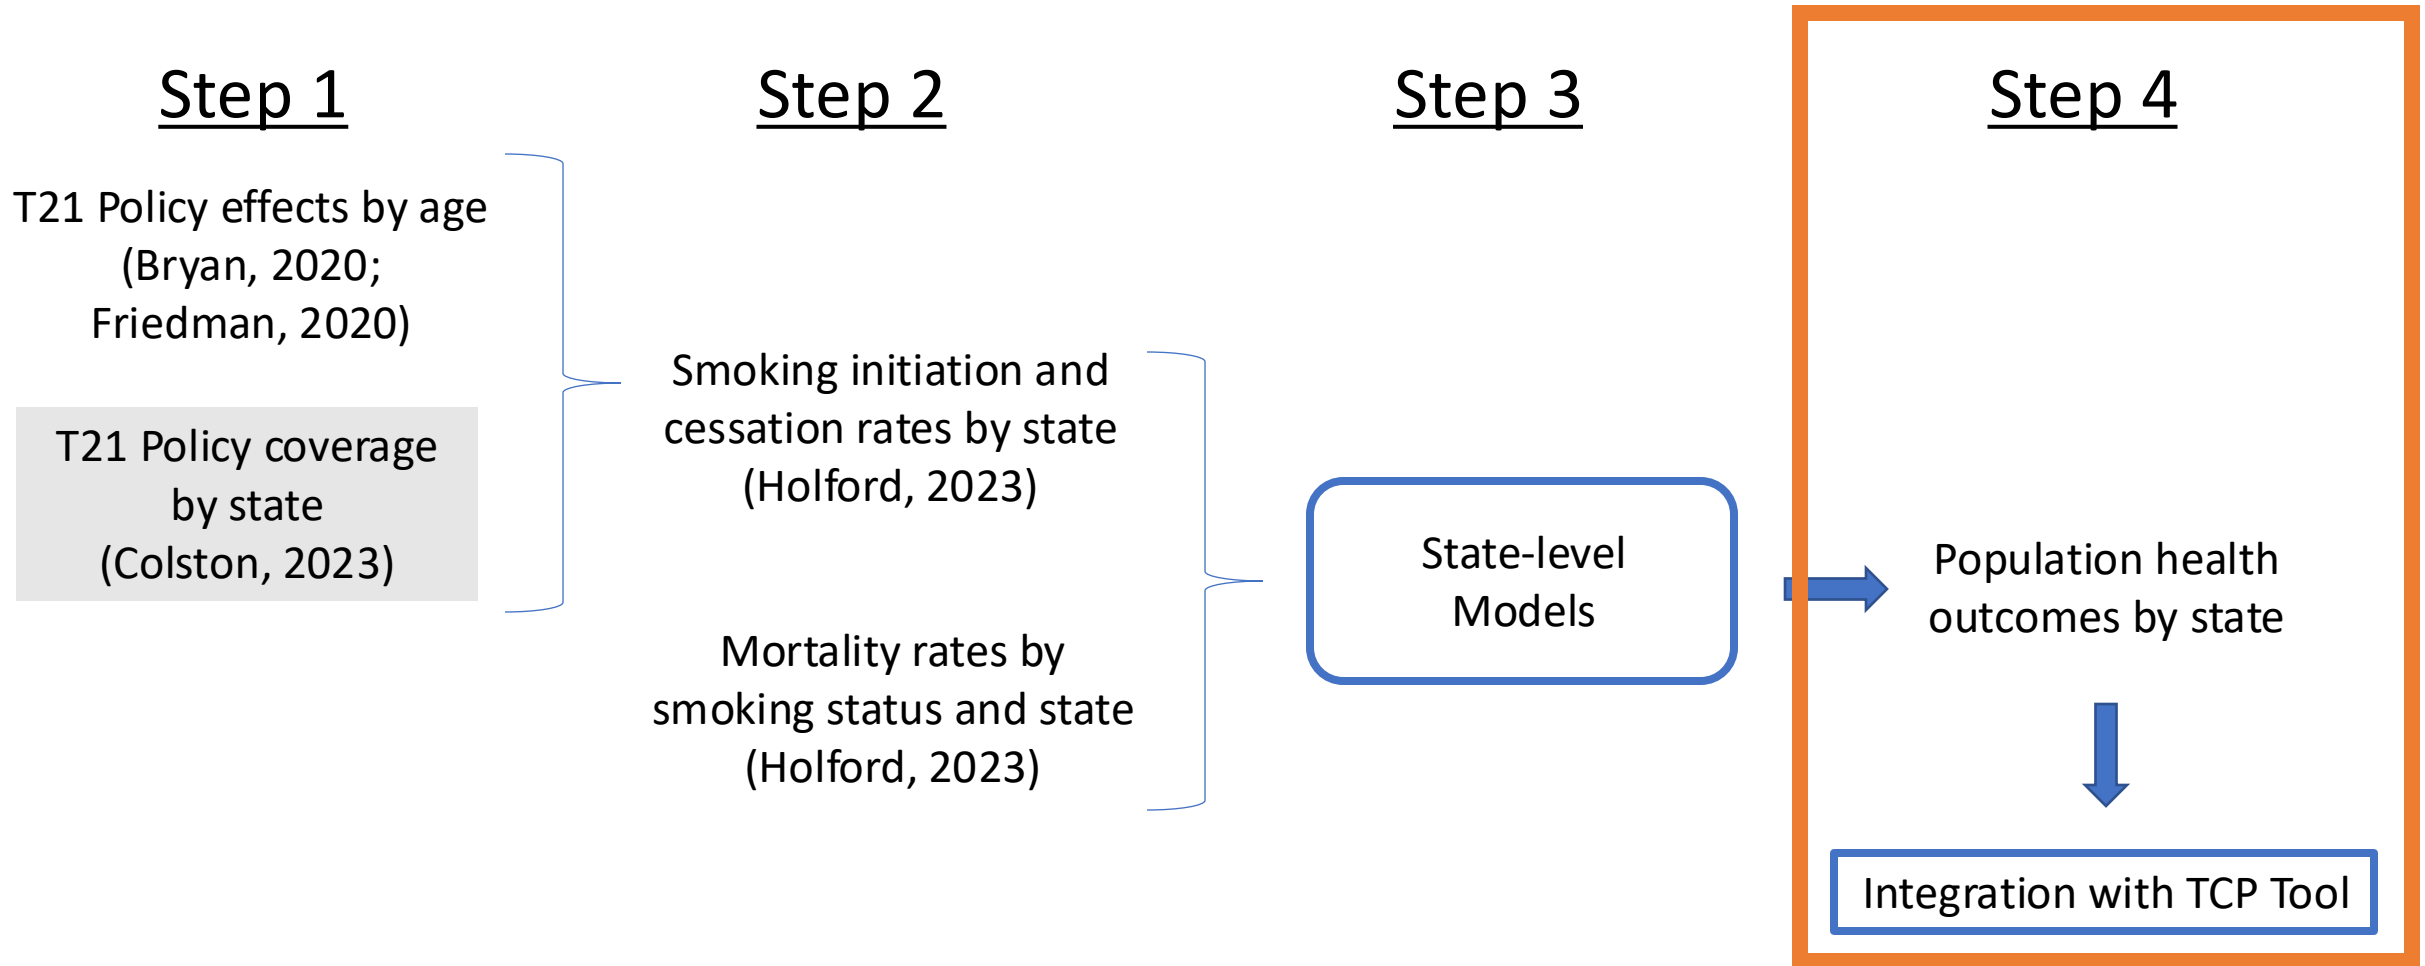 Step 1
T21 Policy effects by age
(Bryan, 2020;
Friedman, 2020)
T21 Policy coverage
by state
(Colston, 2023)
Step 2
Smoking initiation and
cessation rates by state
(Holford, 2023)
Mortality rates by
smoking status and state
(Holford, 2023)
Step 3
State-level
Models
Step 4
Population health
outcomes by state
Integration with TCP Tool